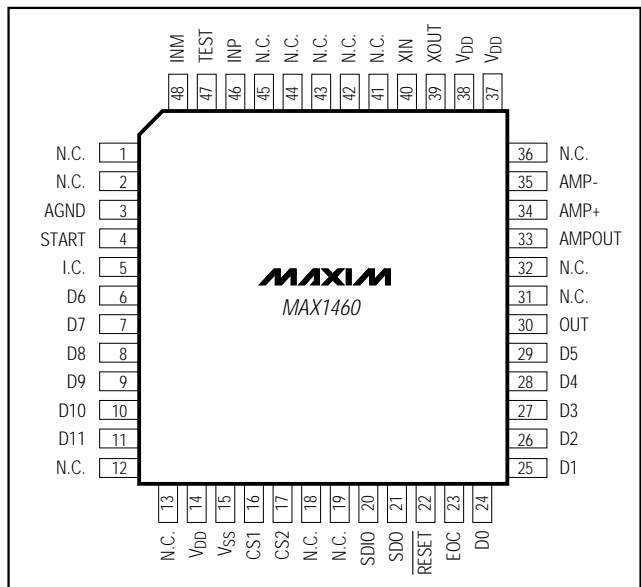 INM TEST INP N.C. N.C. N.C. N.C. N.C. XIN XOUT VDD VDD
48 47 46 45 44 43 42 41 40 39 38 37
N.C. 1
N.C. 2
AGND 3
START 4
I.C. 5
D6 6
D7 7
D8 8
D9 9
D10 10
D11 11
N.C. 12
MAXIM
MAX1460
36 N.C.
35 AMP-
34 AMP+
33 AMPOUT
32 N.C.
31 N.C.
30 OUT
29 D5
28 D4
27 D3
26 D2
25 D1
13 14 15 16 17 18 19 20 21 22 23 24
N.C. VDD VSS CS1 CS2 N.C. N.C. SDIO SDO RESET EOC D0